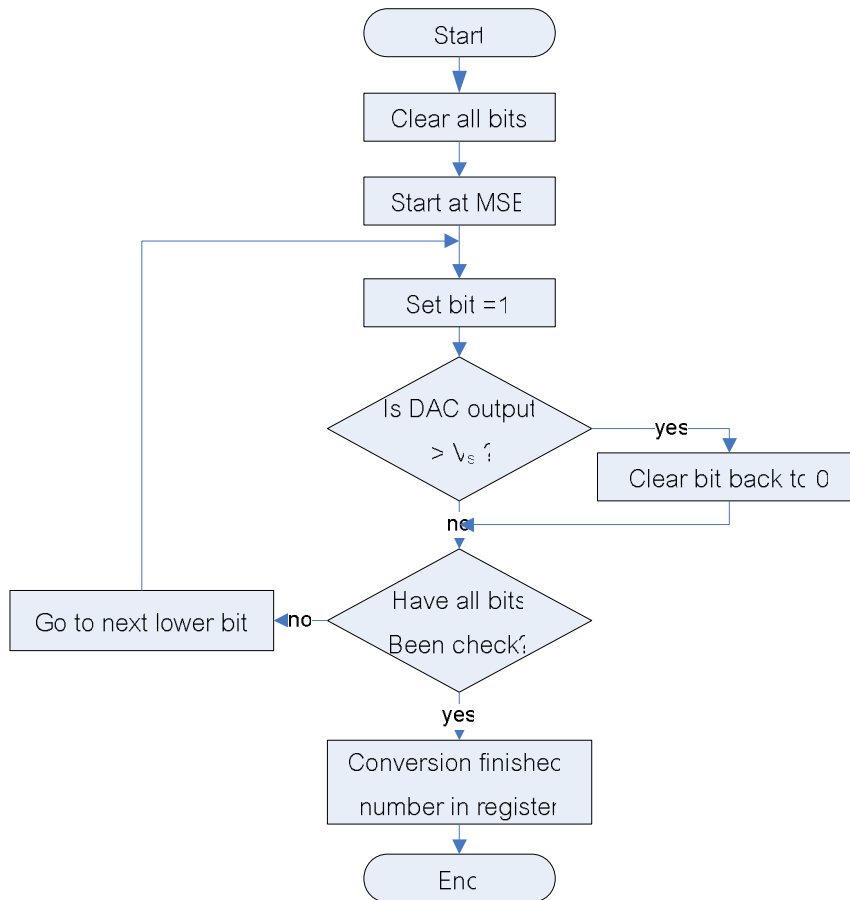 Start
Clear all bits
Start at MSB
Set bit =1
Is DAC output
> Vs ?
yes
Clear bit back to 0
no
Have all bits
Been check?
no
Go to next lower bit
yes
Conversion finished
number in register
End